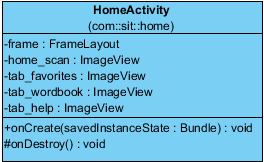 HomeActivity
(com::sit::home)
-frame : FrameLayout
-home_scan : ImageView
-tab_favorites : ImageView
-tab_wordbook : ImageView
-tab_help : ImageView
+onCreate(savedInstanceState : Bundle) : void
#onDestroy() : void